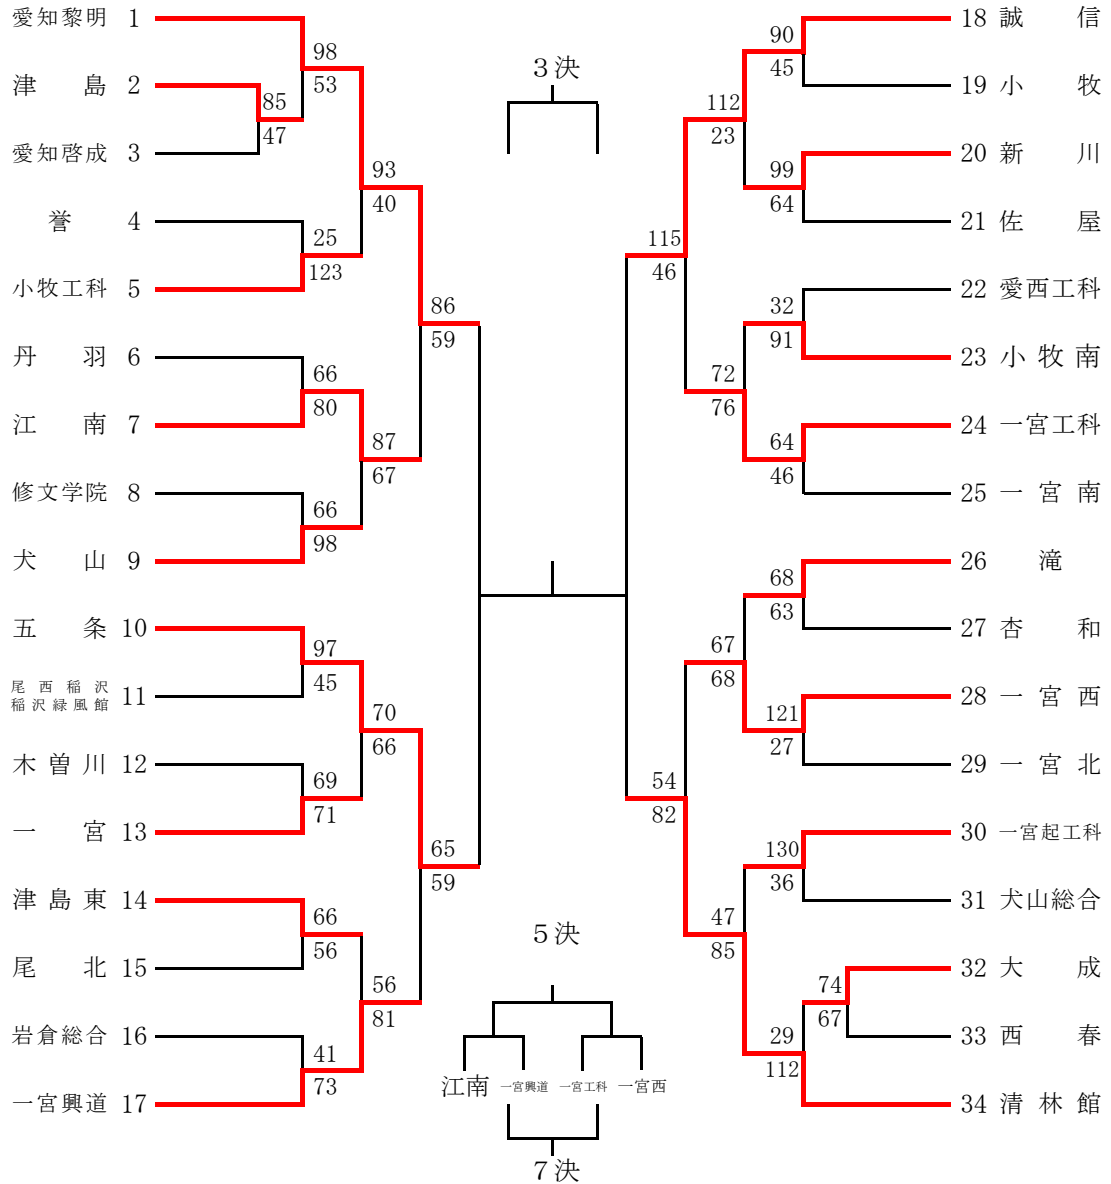 愛知黎明 1
津島 2
愛知啓成 3
誉 4
小牧工科 5
丹羽 6
江南 7
修文学院 8
犬山 9
五条 10
尾西稲沢
稲沢緑風館 11
木曽川 12
一宮 13
津島東 14
尾北 15
岩倉総合 16
一宮興道 17
85
47
98
53
25
123
66
80
66
98
97
45
69
71
66
56
41
73
93
40
87
67
70
66
56
81
86
59
65
59
3決
5決
江南 一宮興道 一宮工科 一宮西
7決
115
46
54
82
112
23
72
76
67
68
47
85
90
45
99
64
32
91
64
46
68
63
121
27
130
36
29
112
74
67
18 誠信
19 小牧
20 新川
21 佐屋
22 愛西工科
23 小牧南
24 一宮工科
25 一宮南
26 滝
27 杏和
28 一宮西
29 一宮北
30 一宮起工科
31 犬山総合
32 大成
33 西春
34 清林館